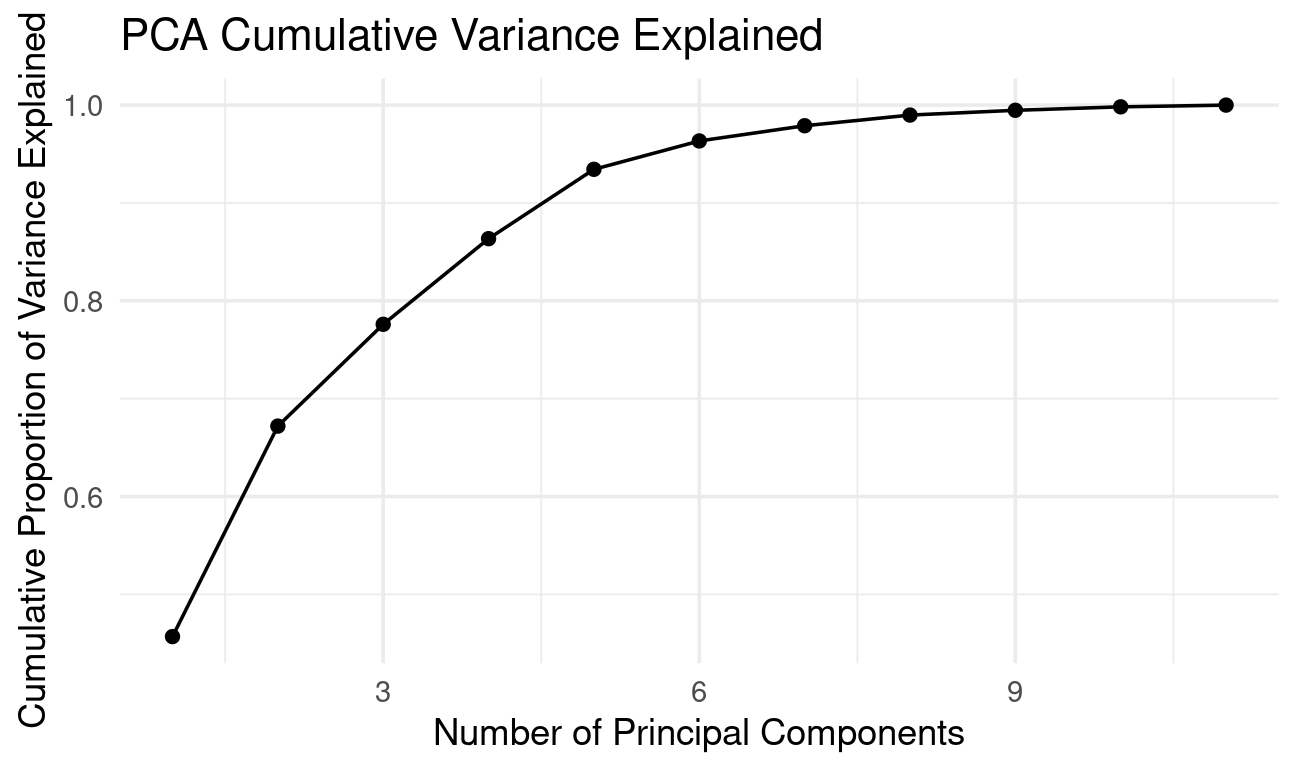 PCA Cumulative Variance Explained
Cumulative Proportion of Variance Explained
1.0
0.8
0.6
3 6 9
Number of Principal Components